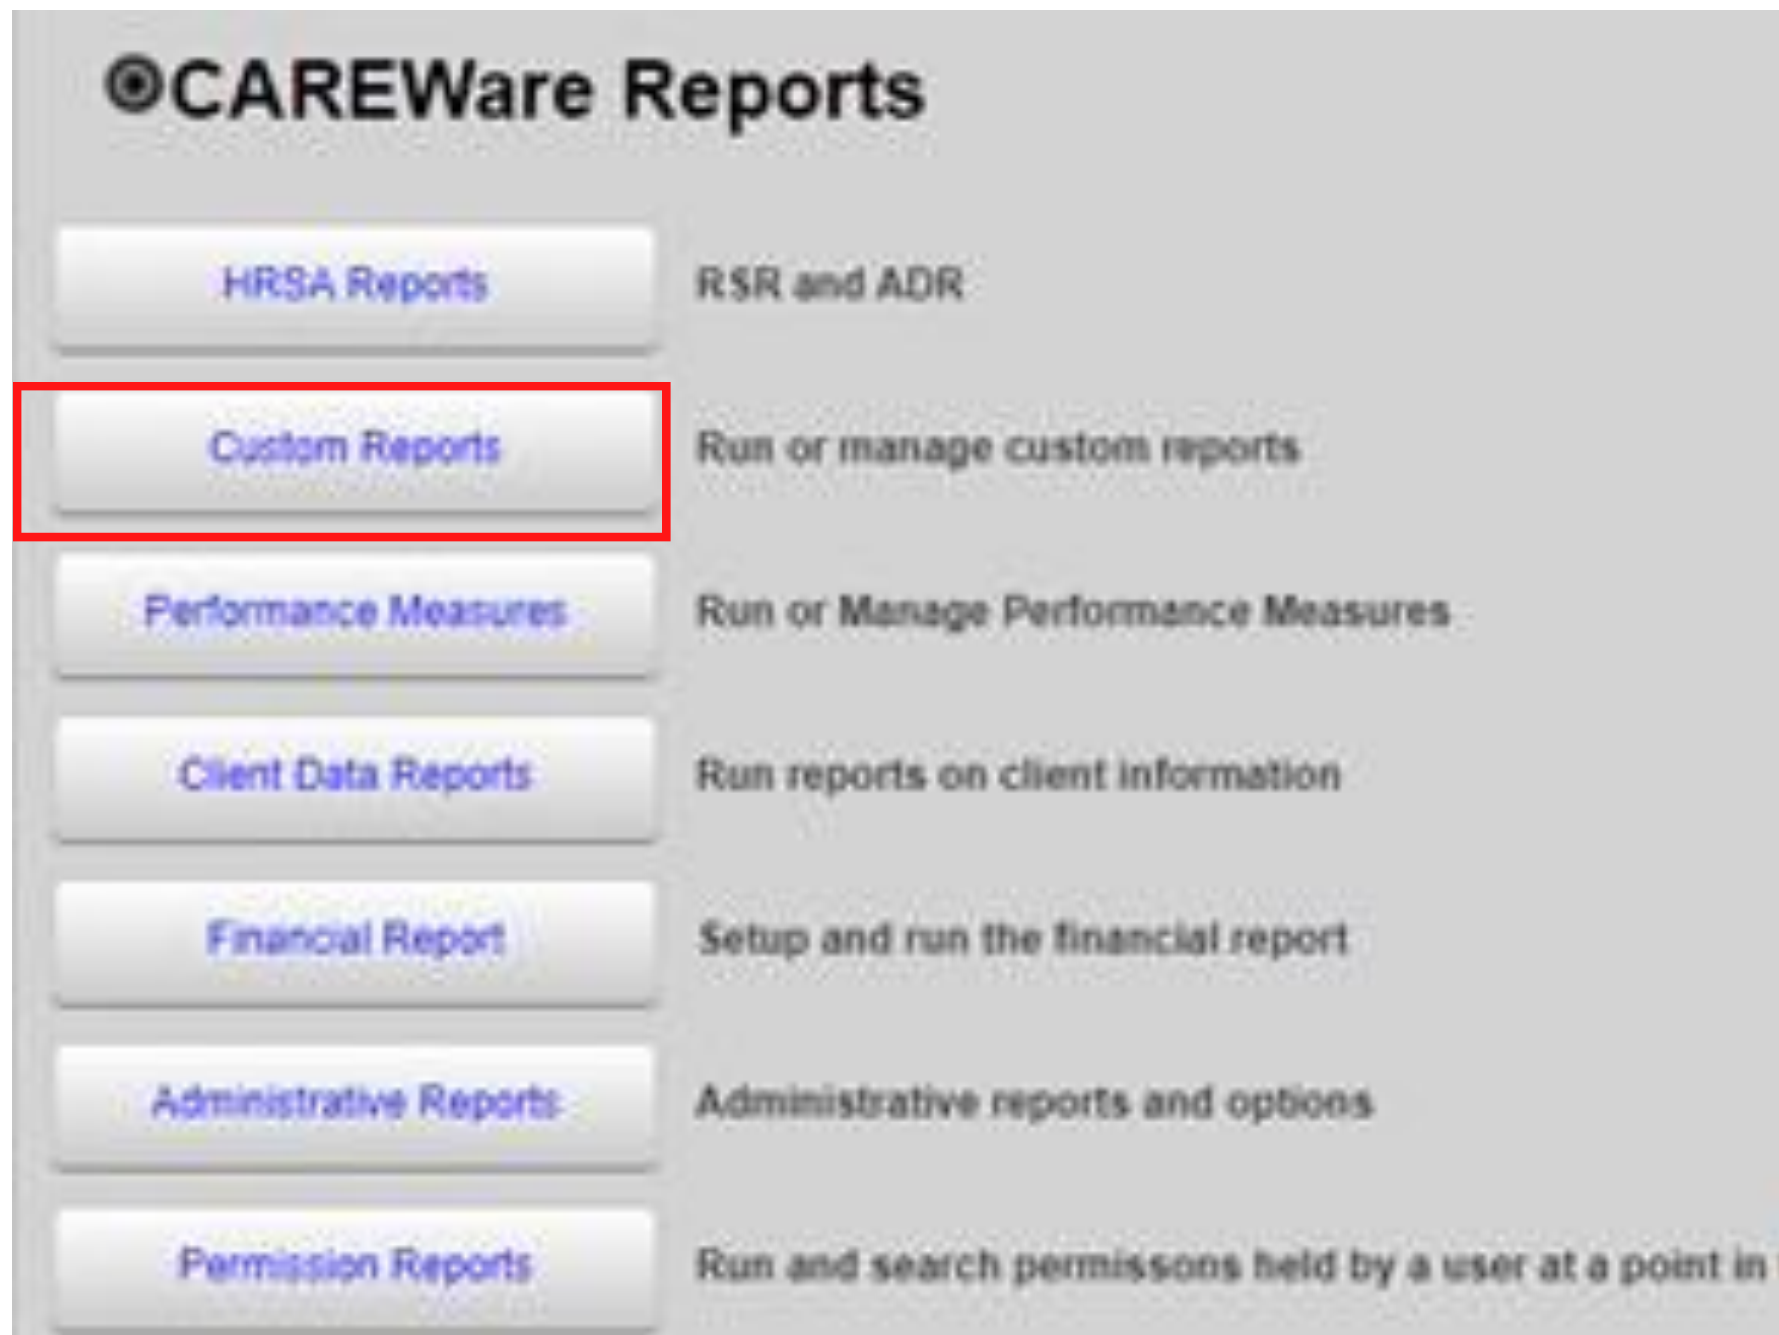 CAREWare Reports
HRSA Reports RSR and ADR
Custom Reports Run or manage custom reports
Performance Measures Run or Manage Performance Measures
Client Data Reports Run reports on client information
Financial Report Setup and run the financial report
Administrative Reports Administrative reports and options
Permission Reports Run and search permissons held by a user at a point in